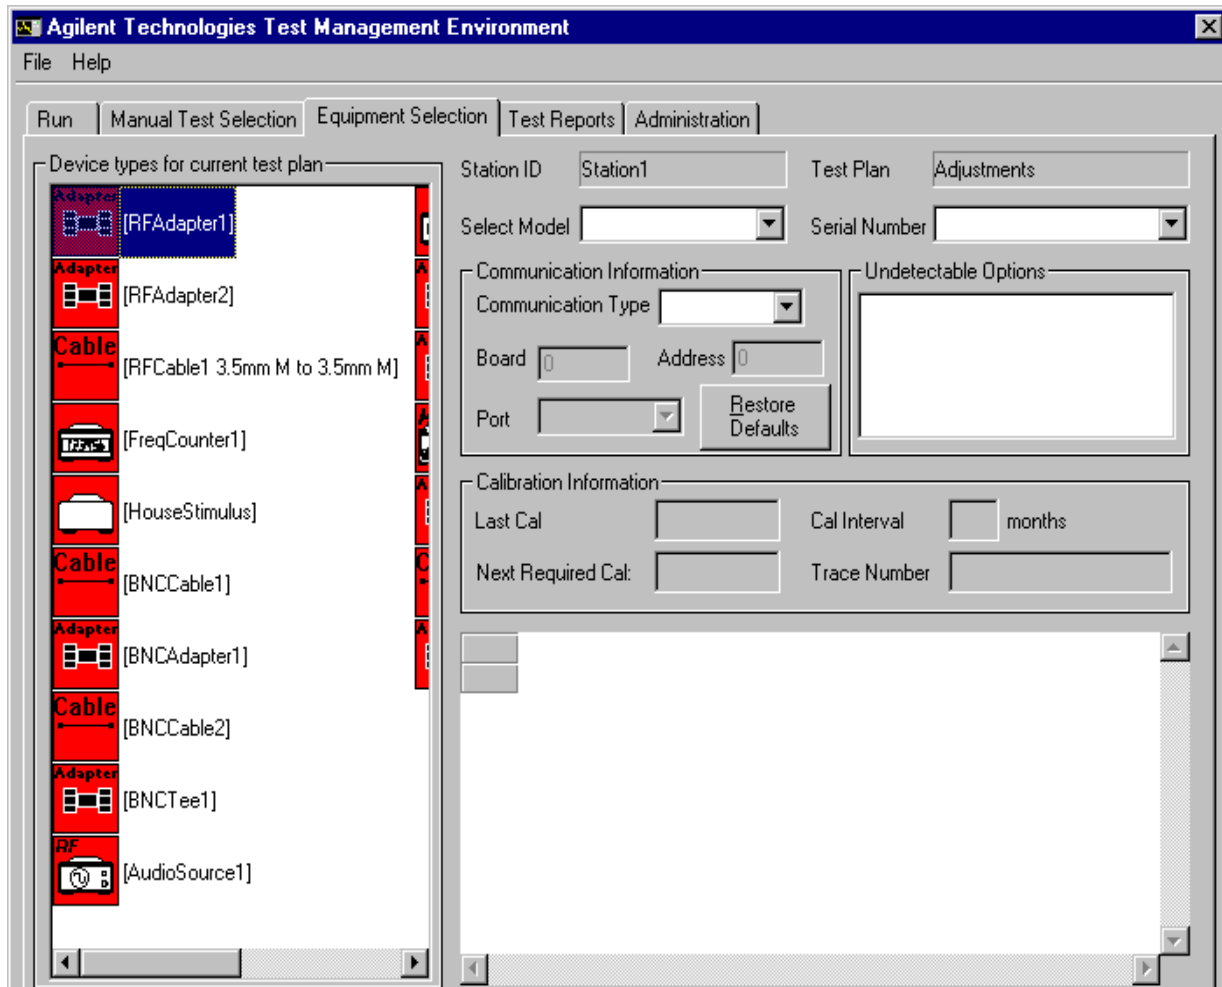 Agilent Technologies Test Management Environment
File Help
Run Manual Test Selection Equipment Selection Test Reports Administration
Device types for current test plan
Adapter [RFAdapter1]
Adapter [RFAdapter2]
Cable [RFCable1 3.5mm M to 3.5mm M]
[FreqCounter1]
[HouseStimulus]
Cable [BNCCable1]
Adapter [BNCAdapter1]
Cable [BNCCable2]
Adapter [BNCTee1]
RF [AudioSource1]
Station ID Station1 Test Plan Adjustments
Select Model Serial Number
Communication Information
Communication Type
Board 0 Address 0
Port Restore Defaults
Undetectable Options
Calibration Information
Last Cal Cal Interval months
Next Required Cal: Trace Number